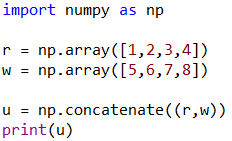 import numpy as np
r = np.array([1,2,3,4])
w = np.array([5,6,7,8])
u = np.concatenate((r,w))
print(u)